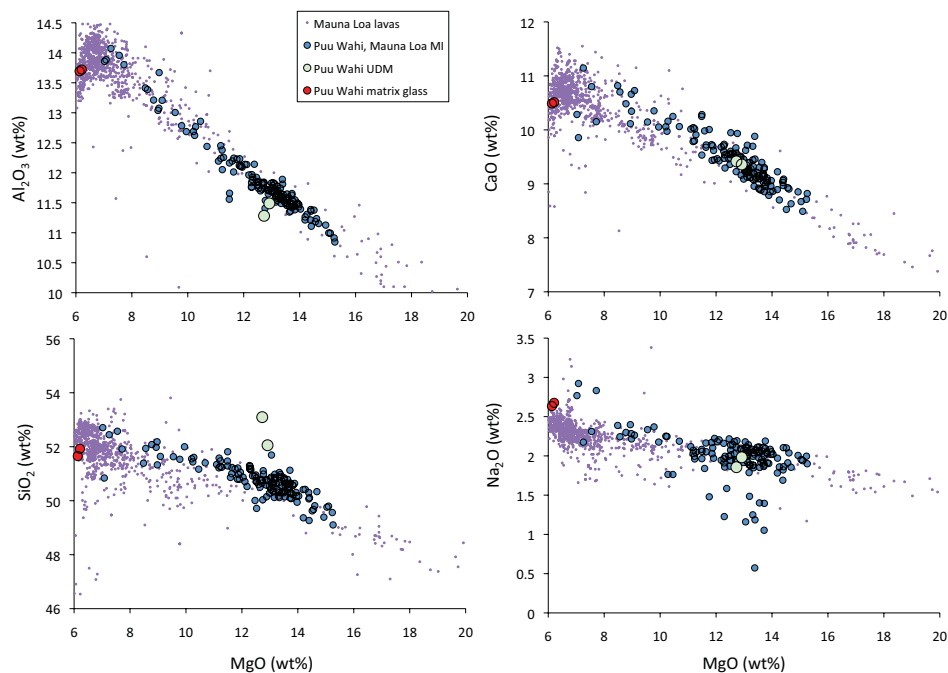 14.5
14
13.5
13
12.5
12
11.5
11
10.5
10
Al₂O₃ (wt%)
6 8 10 12 14 16 18 20
Mauna Loa lavas
Puu Wahi, Mauna Loa MI
Puu Wahi UDM
Puu Wahi matrix glass
12
11
10
9
8
7
CaO (wt%)
6 8 10 12 14 16 18 20
56
54
52
50
48
46
SiO₂ (wt%)
6 8 10 12 14 16 18 20
MgO (wt%)
3.5
3
2.5
2
1.5
1
0.5
0
Na₂O (wt%)
6 8 10 12 14 16 18 20
MgO (wt%)